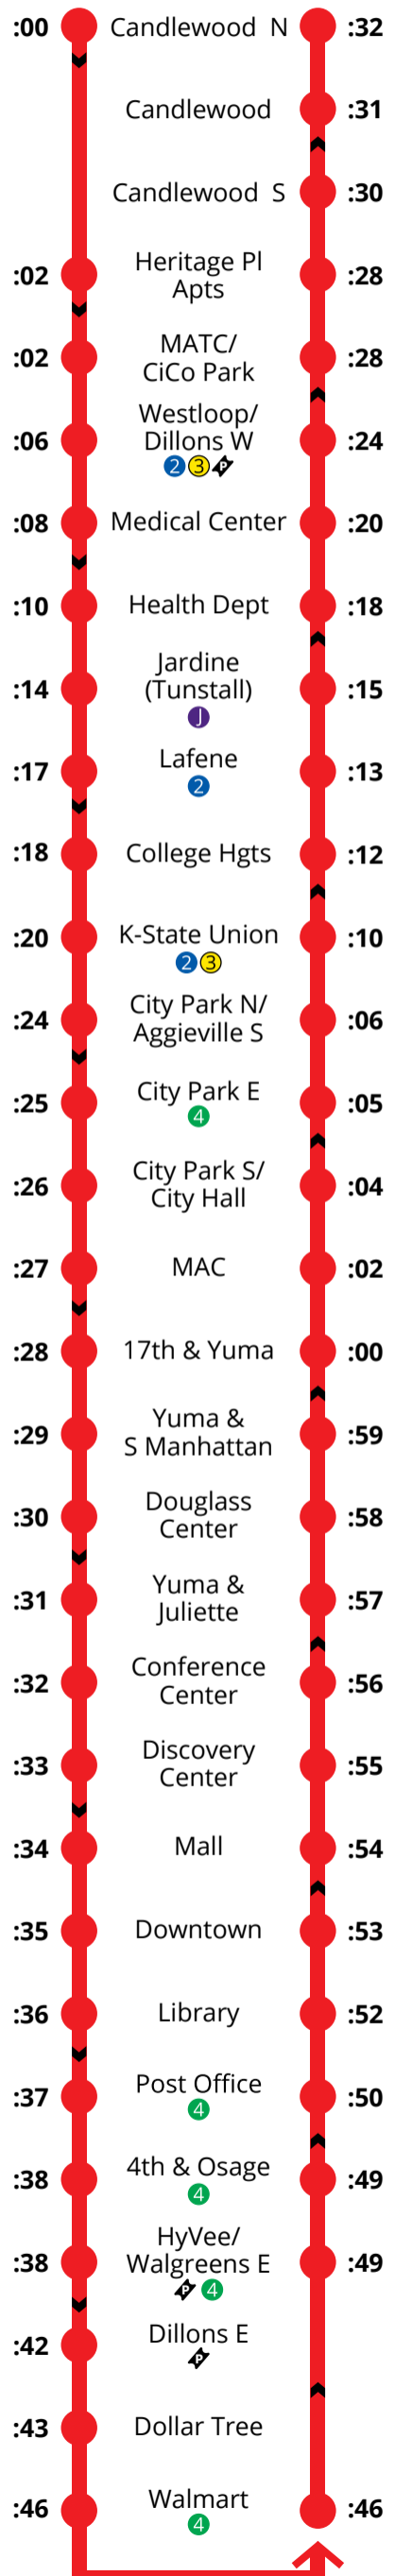 :00 Candlewood N :32
Candlewood :31
Candlewood S :30
:02 Heritage Pl :28
Apts
:02 MATC/ :28
CiCo Park
:06 Westloop/ :24
Dillons W
2 3 P
:08 Medical Center :20
:10 Health Dept :18
:14 Jardine :15
(Tunstall)
J
:17 Lafene :13
2
:18 College Hgts :12
:20 K-State Union :10
2 3
:24 City Park N/ :06
Aggieville S
:25 City Park E :05
4
:26 City Park S/ :04
City Hall
:27 MAC :02
:28 17th & Yuma :00
:29 Yuma & :59
S Manhattan
:30 Douglass :58
Center
:31 Yuma & :57
Juliette
:32 Conference :56
Center
:33 Discovery :55
Center
:34 Mall :54
:35 Downtown :53
:36 Library :52
:37 Post Office :50
4
:38 4th & Osage :49
4
:38 HyVee/ :49
Walgreens E
P 4
:42 Dillons E
P
:43 Dollar Tree
:46 Walmart :46
4